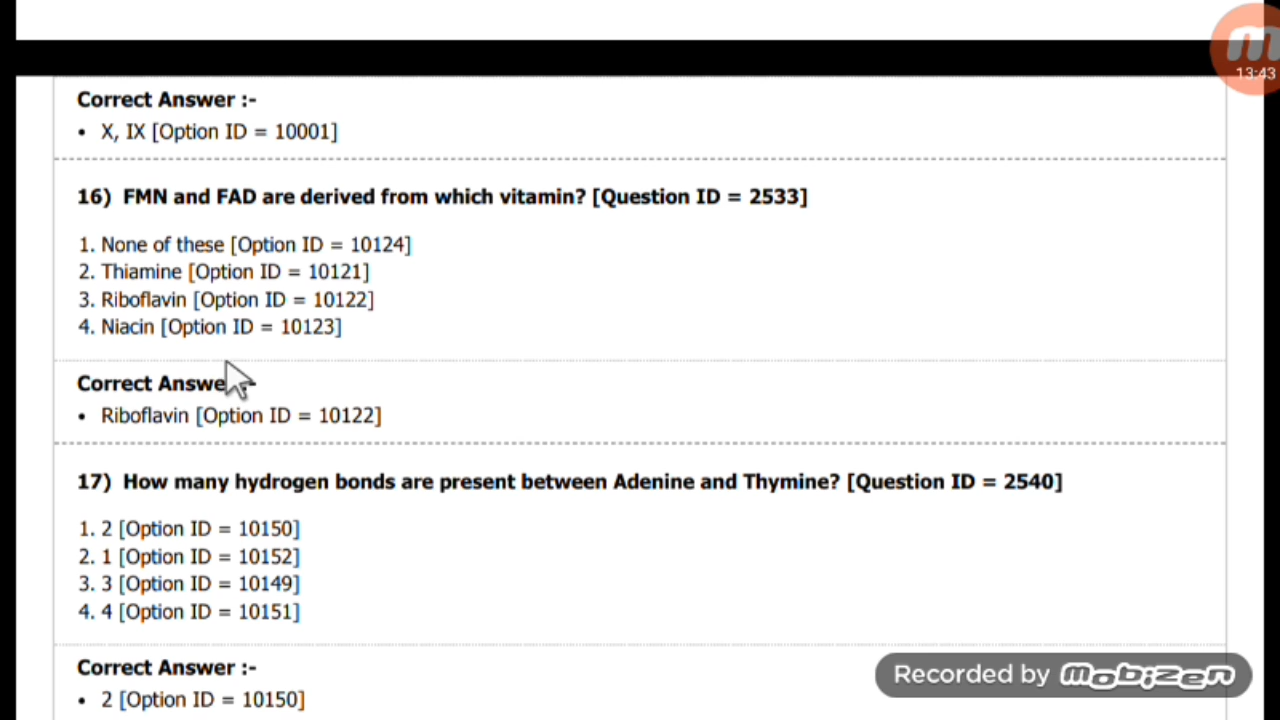 13:43
Correct Answer :-
• X, IX [Option ID = 10001]
16) FMN and FAD are derived from which vitamin? [Question ID = 2533]
1. None of these [Option ID = 10124]
2. Thiamine [Option ID = 10121]
3. Riboflavin [Option ID = 10122]
4. Niacin [Option ID = 10123]
Correct Answe :-
• Riboflavin [Option ID = 10122]
17) How many hydrogen bonds are present between Adenine and Thymine? [Question ID = 2540]
1. 2 [Option ID = 10150]
2. 1 [Option ID = 10152]
3. 3 [Option ID = 10149]
4. 4 [Option ID = 10151]
Correct Answer :-
• 2 [Option ID = 10150]
Recorded by mobizen